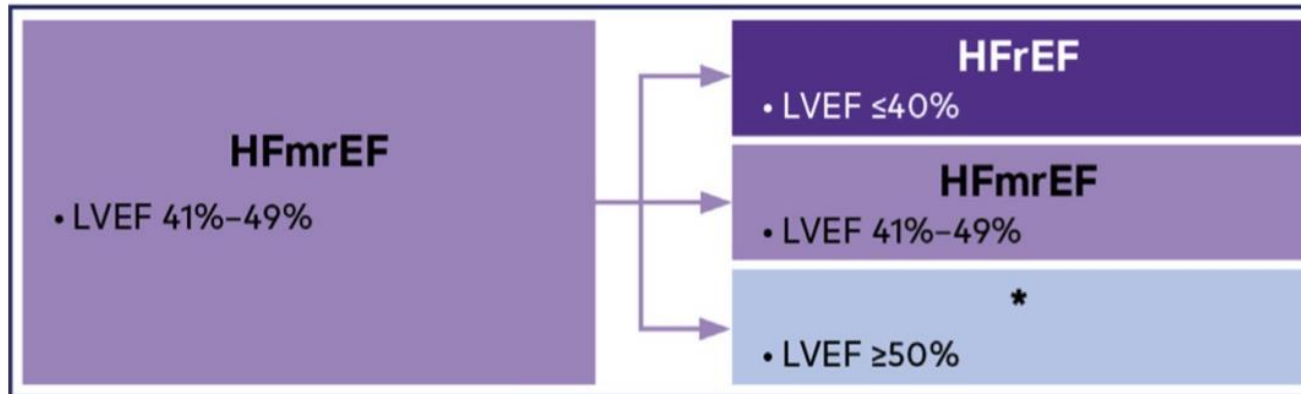 HFmrEF
• LVEF 41%–49%
HFrEF
• LVEF ≤40%
HFmrEF
• LVEF 41%–49%
*
• LVEF ≥50%